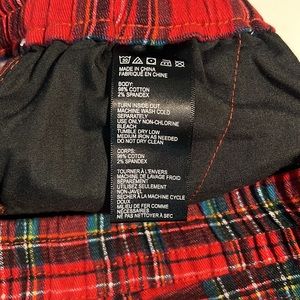 MADE IN CHINA
FABRIQUÉ EN CHINE
BODY:
98% COTTON
2% SPANDEX
TURN INSIDE OUT
MACHINE WASH COLD
SEPARATELY
USE ONLY NON-CHLORINE
BLEACH
TUMBLE DRY LOW
MEDIUM IRON AS NEEDED
DO NOT DRY CLEAN
CORPS:
98% COTON
2% SPANDEX
TOURNER À L'ENVERS
MACHINE DE LAVAGE FROID
SÉPARÉMENT
UTILISEZ SEULEMENT
NON-JAVEL
SÉCHER À LA MACHINE CYCLE
DOUX
MILIEU DE FER COMME
NÉCESSAIRES
NE PAS NETTOYER À SEC